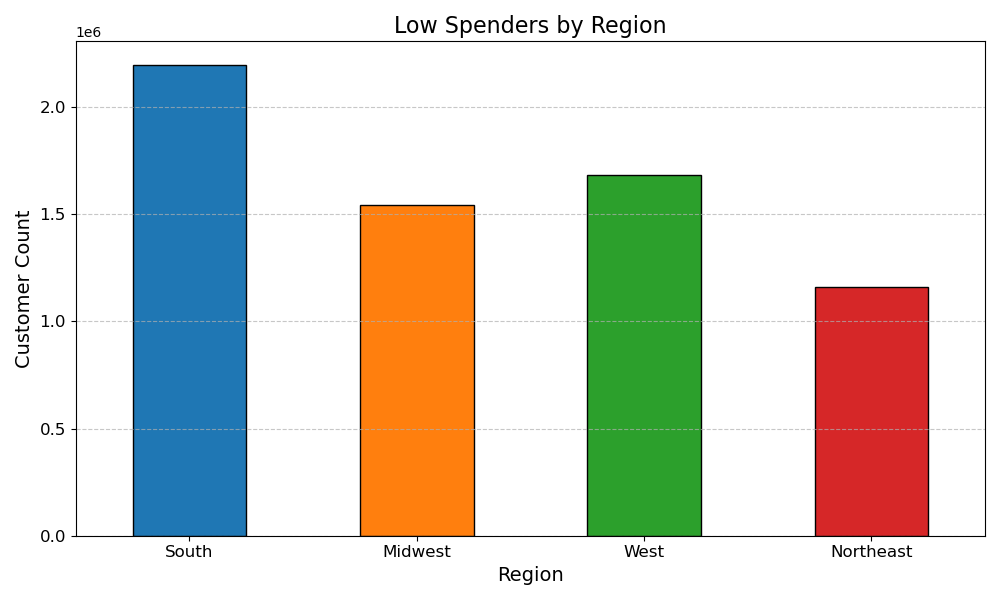 Low Spenders by Region
1e6
2.0
1.5
1.0
0.5
0.0
Customer Count
South Midwest West Northeast
Region